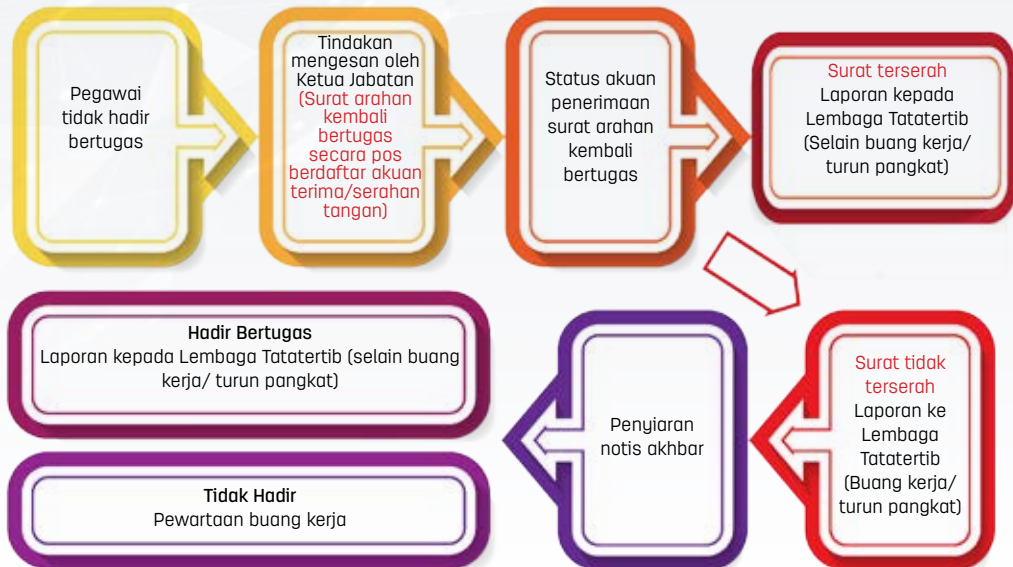 Pegawai
tidak hadir
bertugas
Tindakan
mengesan oleh
Ketua Jabatan
(Surat arahan
kembali
bertugas
secara pos
berdaftar akuan
terima/serahan
tangan)
Status akuan
penerimaan
surat arahan
kembali
bertugas
Surat terserah
Laporan kepada
Lembaga Tatatertib
(Selain buang kerja/
turun pangkat)
Surat tidak
terserah
Laporan ke
Lembaga
Tatatertib
(Buang kerja/
turun pangkat)
Penyiaran
notis akhbar
Hadir Bertugas
Laporan kepada Lembaga Tatatertib (selain buang
kerja/ turun pangkat)
Tidak Hadir
Pewartaan buang kerja